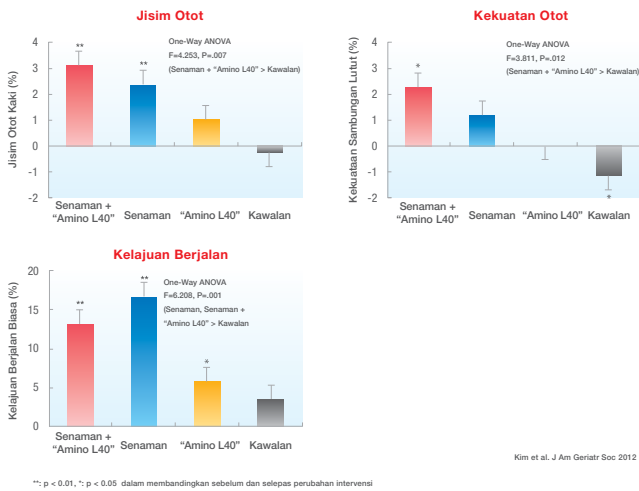 Jisim Otot
Jisim Otot Kaki (%)
4
3
2
1
0
-1
-2
**
**
One-Way ANOVA
F=4.253, P=.007
(Senaman + “Amino L40” > Kawalan)
Senaman +
“Amino L40”
Senaman
“Amino L40”
Kawalan
Kekuatan Otot
Kekuataan Sambungan Lutut (%)
4
3
2
1
0
-1
-2
*
One-Way ANOVA
F=3.811, P=.012
(Senaman + “Amino L40” > Kawalan)
*
Senaman +
“Amino L40”
Senaman
“Amino L40”
Kawalan
Kelajuan Berjalan
Kelajuan Berjalan Biasa (%)
20
15
10
5
0
**
**
*
One-Way ANOVA
F=6.208, P=.001
(Senaman, Senaman +
“Amino L40” > Kawalan
Senaman +
“Amino L40”
Senaman
“Amino L40”
Kawalan
Kim et al. J Am Geriatr Soc 2012
**: p < 0.01, *: p < 0.05 dalam membandingkan sebelum dan selepas perubahan intervensi